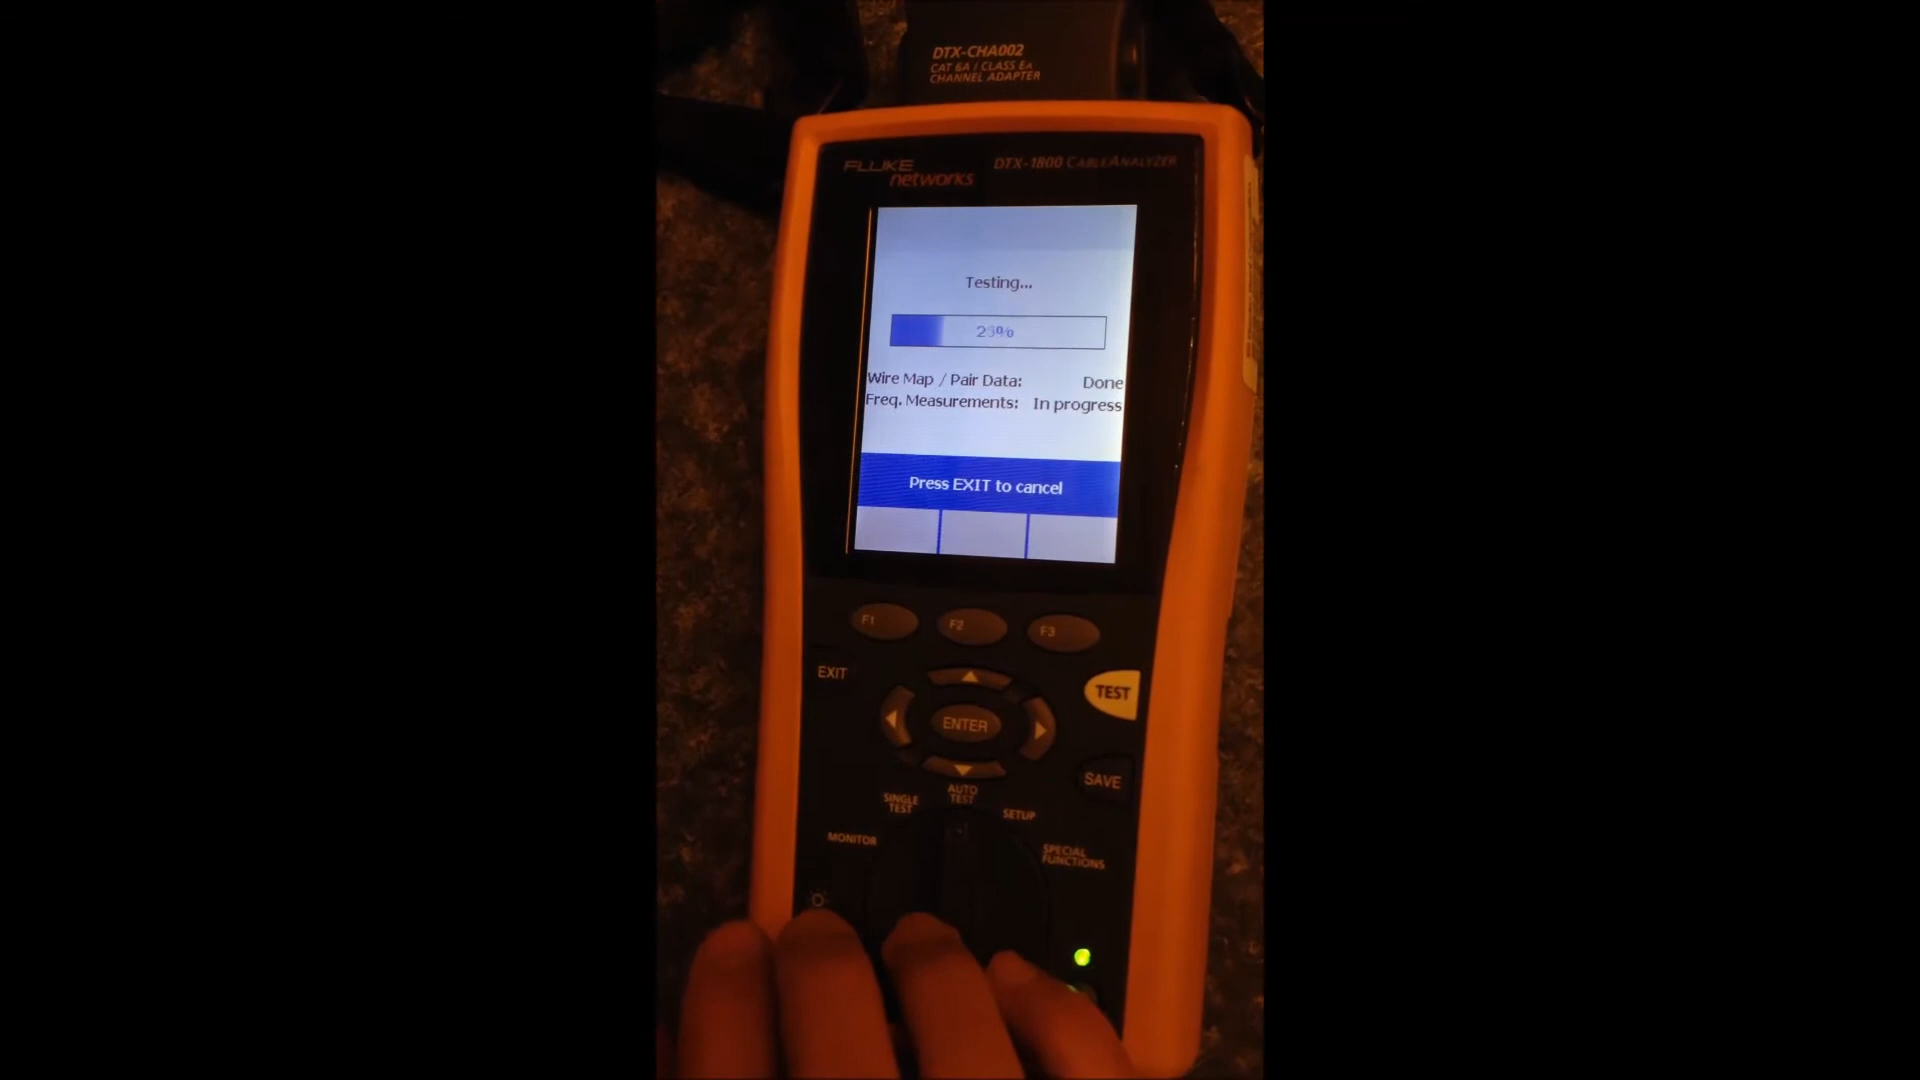 DTX-CHA002
CAT 6A / CLASS EA
CHANNEL ADAPTER
FLUKE
networks
DTX-1800 CABLEANALYZER
Testing...
23%
Wire Map / Pair Data: Done
Freq. Measurements: In progress
Press EXIT to cancel
F1
F2
F3
EXIT
TEST
ENTER
SAVE
SINGLE
TEST
AUTO
TEST
SETUP
MONITOR
SPECIAL
FUNCTIONS